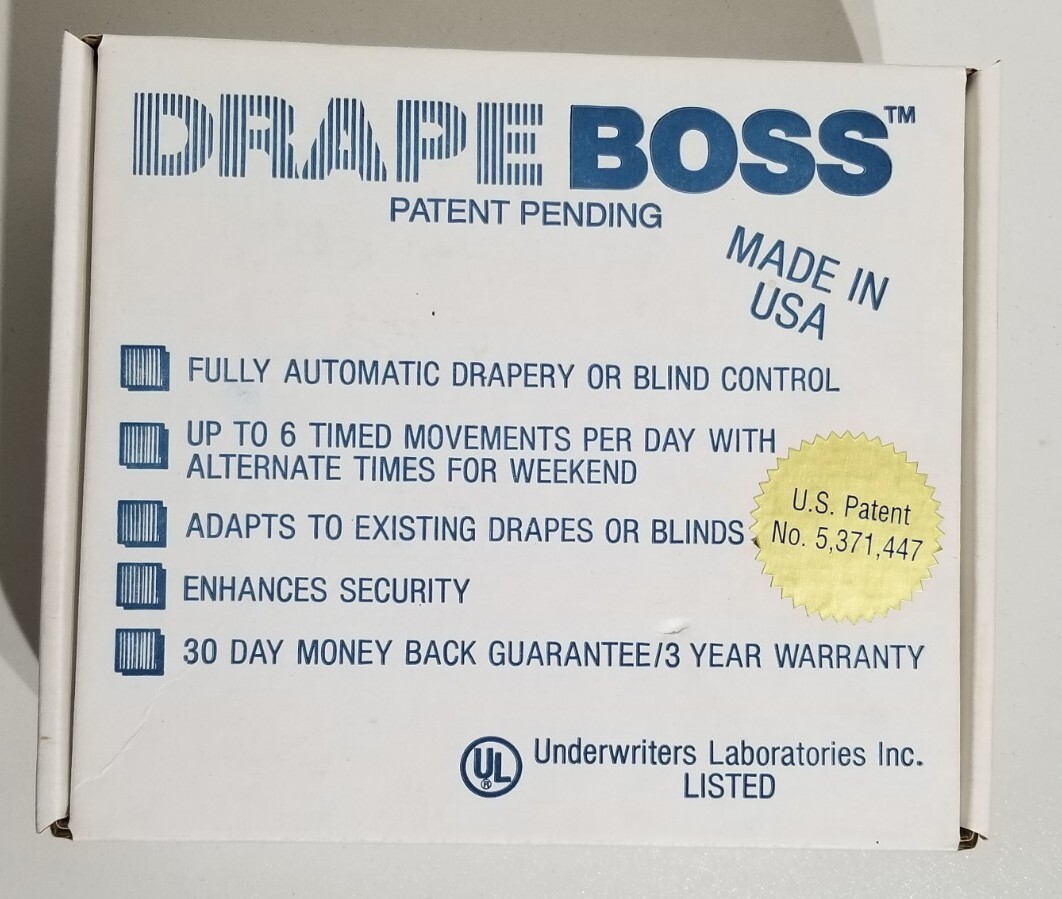 DRAPE BOSS™
PATENT PENDING
MADE IN
USA
FULLY AUTOMATIC DRAPERY OR BLIND CONTROL
UP TO 6 TIMED MOVEMENTS PER DAY WITH
ALTERNATE TIMES FOR WEEKEND
ADAPTS TO EXISTING DRAPES OR BLINDS
U.S. Patent
No. 5,371,447
ENHANCES SECURITY
30 DAY MONEY BACK GUARANTEE/3 YEAR WARRANTY
UL®
Underwriters Laboratories Inc.
LISTED